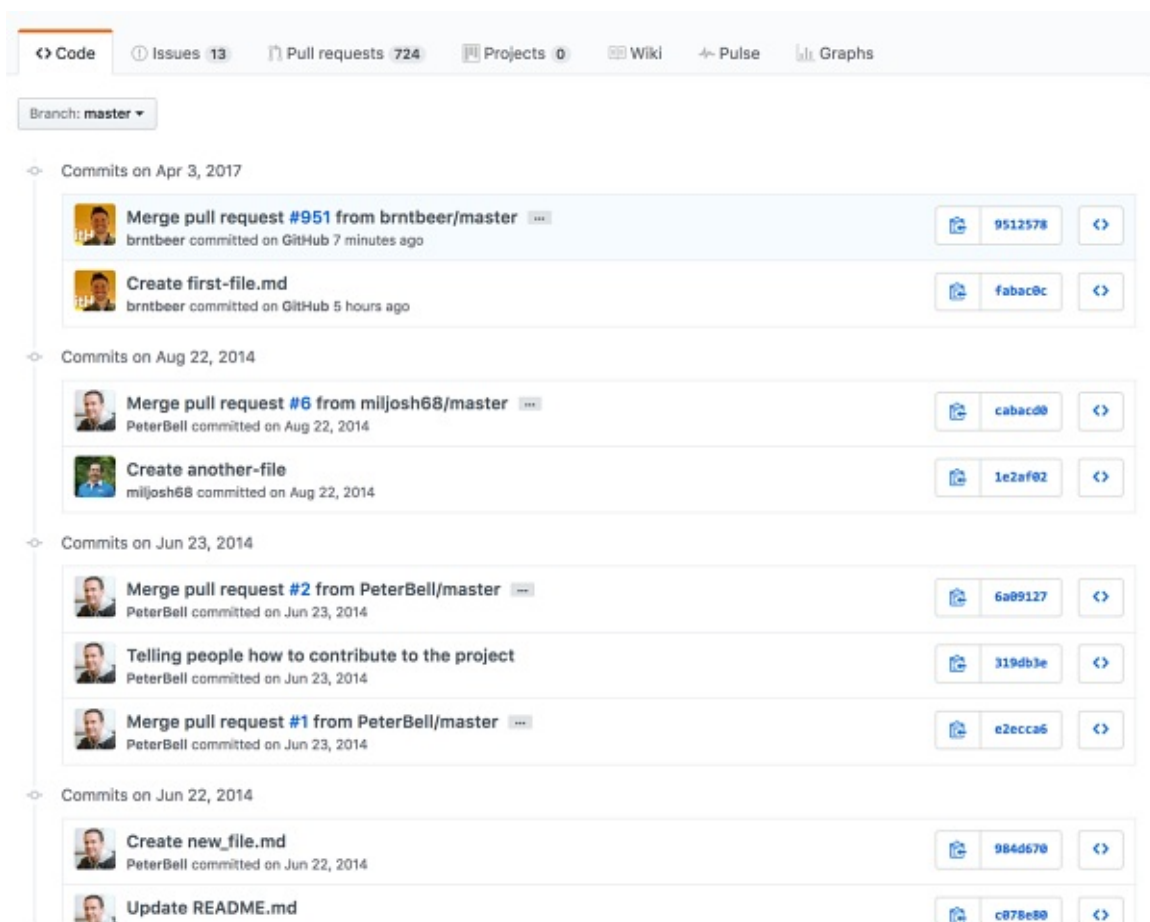 <> Code Issues 13 Pull requests 724 Projects 0 Wiki Pulse Graphs
Branch: master
Commits on Apr 3, 2017
Merge pull request #951 from brntbeer/master ...
9512578
brntbeer committed on GitHub 7 minutes ago
Create first-file.md
fabac0c
brntbeer committed on GitHub 5 hours ago
Commits on Aug 22, 2014
Merge pull request #6 from miljosh68/master ...
cabacd0
PeterBell committed on Aug 22, 2014
Create another-file
1e2af02
miljosh68 committed on Aug 22, 2014
Commits on Jun 23, 2014
Merge pull request #2 from PeterBell/master ...
6a09127
PeterBell committed on Jun 23, 2014
Telling people how to contribute to the project
319db3e
PeterBell committed on Jun 23, 2014
Merge pull request #1 from PeterBell/master ...
e2ecca6
PeterBell committed on Jun 23, 2014
Commits on Jun 22, 2014
Create new_file.md
984d670
PeterBell committed on Jun 22, 2014
Update README.md
c078e80